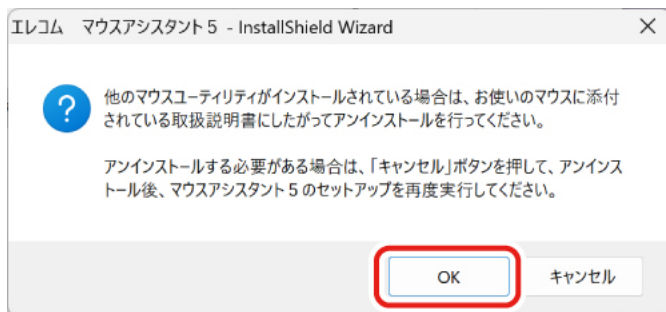 エレコム マウスアシスタント5 - InstallShield Wizard
他のマウスユーティリティがインストールされている場合は、お使いのマウスに添付
されている取扱説明書にしたがってアンインストールを行ってください。
アンインストールする必要がある場合は、「キャンセル」ボタンを押して、アンインス
トール後、マウスアシスタント5のセットアップを再度実行してください。
OK
キャンセル